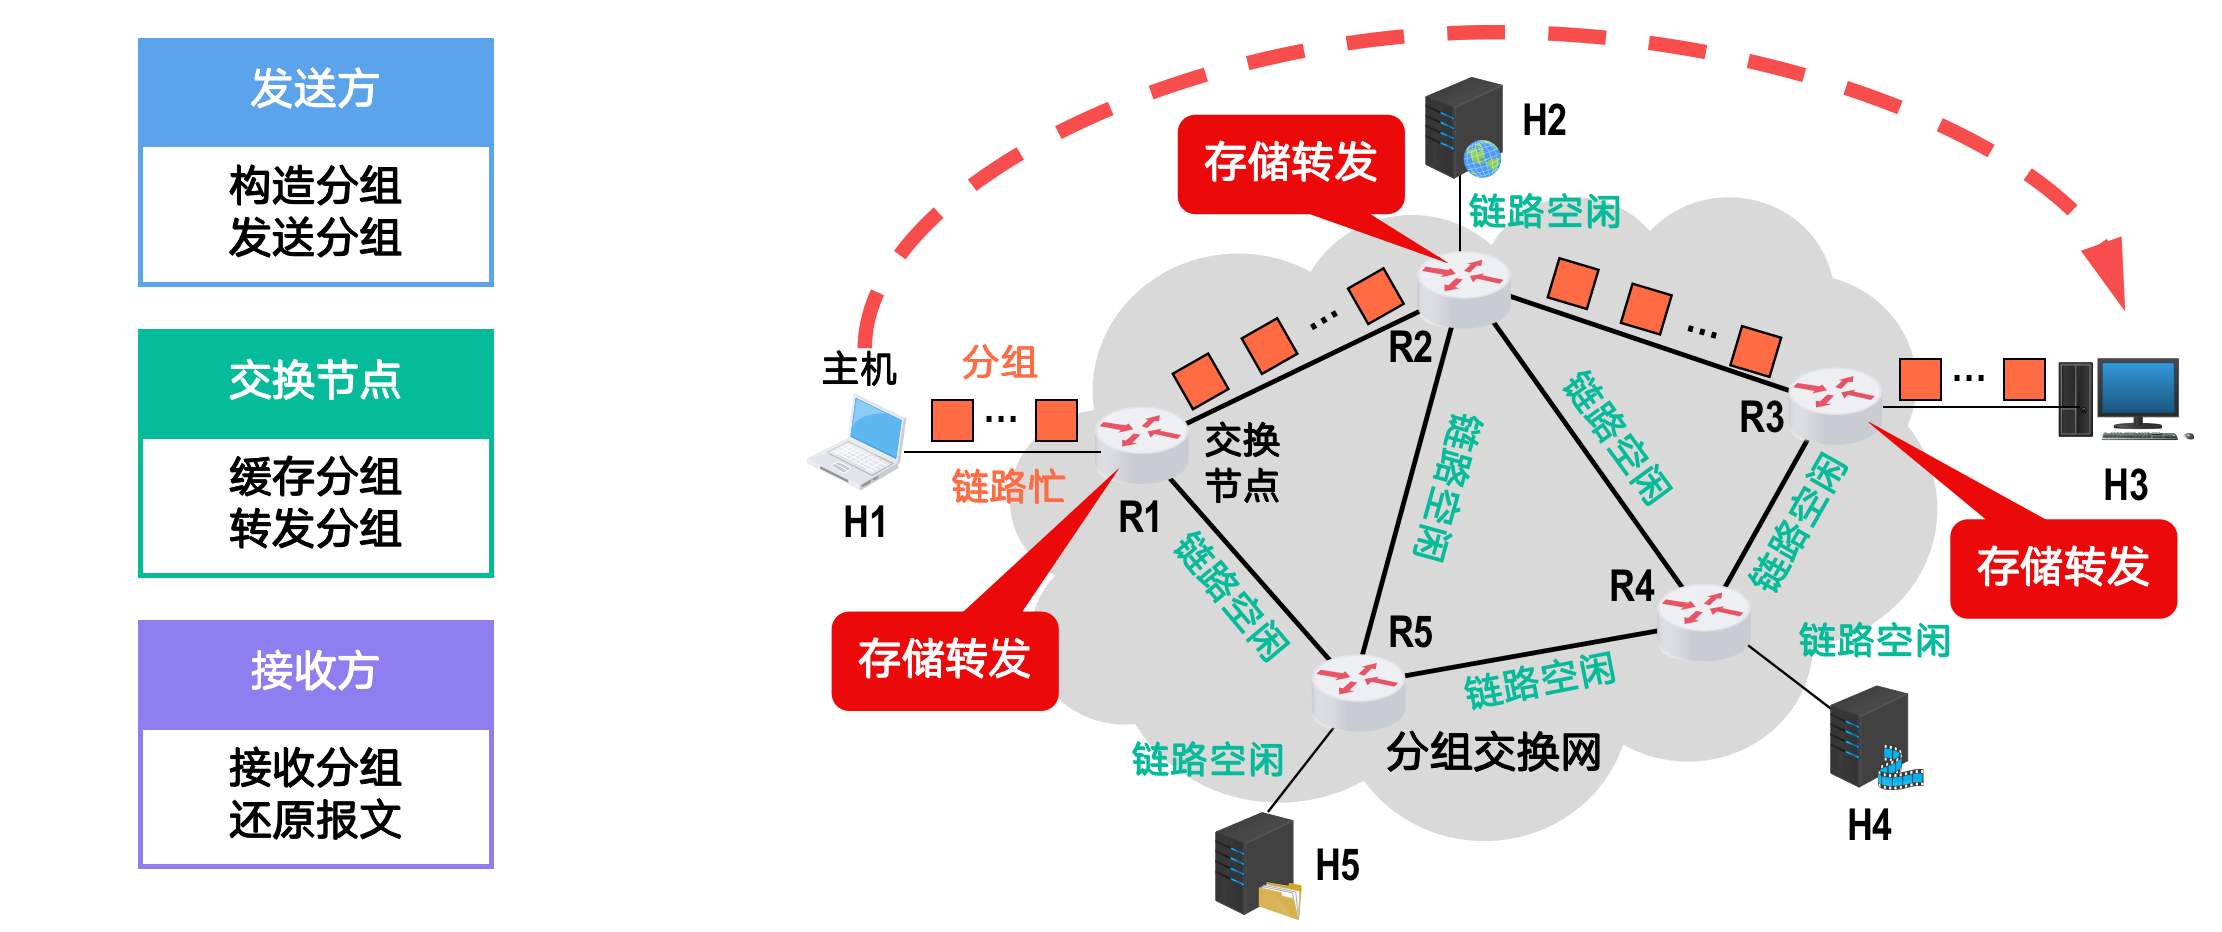 发送方
构造分组
发送分组
交换节点
缓存分组
转发分组
接收方
接收分组
还原报文
H2
存储转发
链路空闲
主机
分组
...
...
...
...
R2
R3
H3
链路忙
H1
R1
交换
节点
链路空闲
链路空闲
链路空闲
链路空闲
存储转发
存储转发
R4
R5
链路空闲
链路空闲
链路空闲
分组交换网
H4
H5